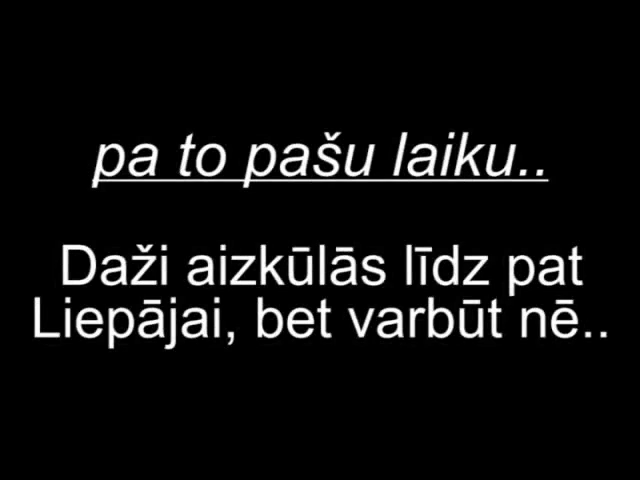 pa to pašu laiku..
Daži aizkūlās līdz pat
Liepājai, bet varbūt nē..